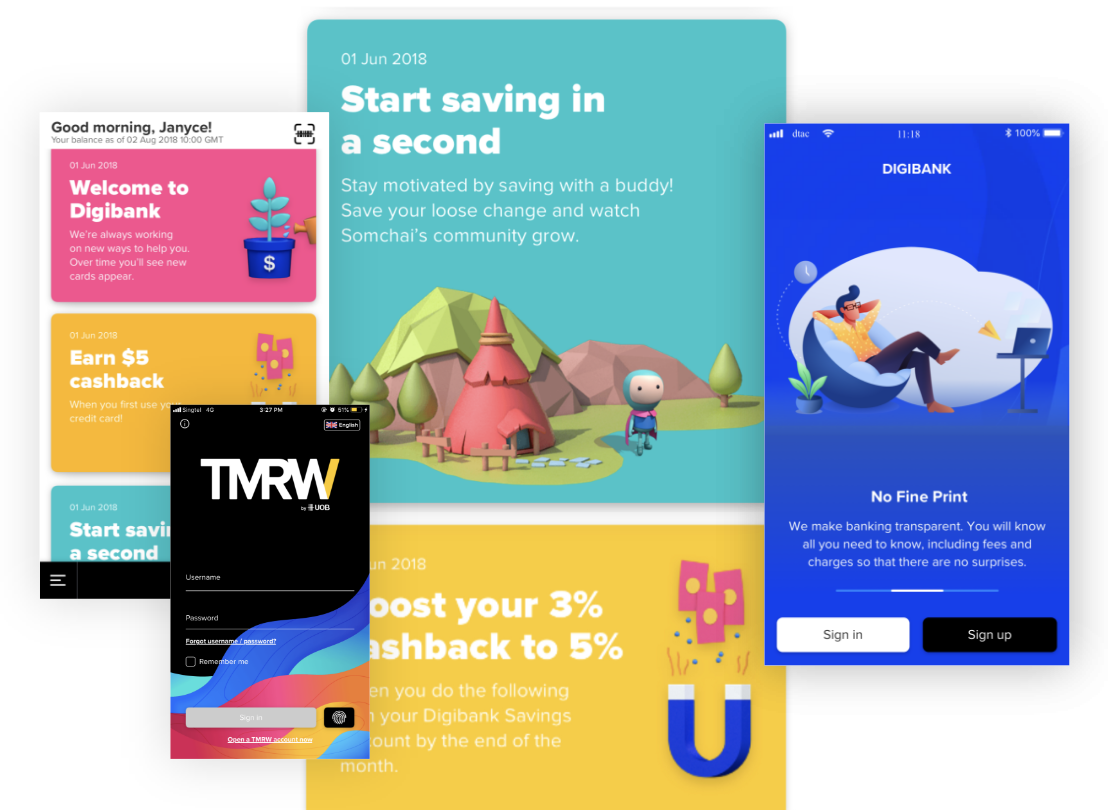 Good morning, Janyce!
Your balance as of 02 Aug 2018 10:00 GMT
01 Jun 2018
Welcome to
Digibank
We're always working
on new ways to help you.
Over time you'll see new
cards appear.
$
01 Jun 2018
Earn $5
cashback
When you first use your
credit card!
01 Jun 2018
Start savin
a second
01 Jun 2018
Start saving in
a second
Stay motivated by saving with a buddy!
Save your loose change and watch
Somchai's community grow.
Singtel 4G
3:27 PM
51%
English
TMRW
by UOB
Username
Password
Forgot username / password?
Remember me
Sign in
Open a TMRW account now
un 2018
oost your 3%
ashback to 5%
en you do the following
your Digibank Savings
count by the end of the
month.
dtac
11:18
100%
DIGIBANK
No Fine Print
We make banking transparent. You will know
all you need to know, including fees and
charges so that there are no surprises.
Sign in
Sign up